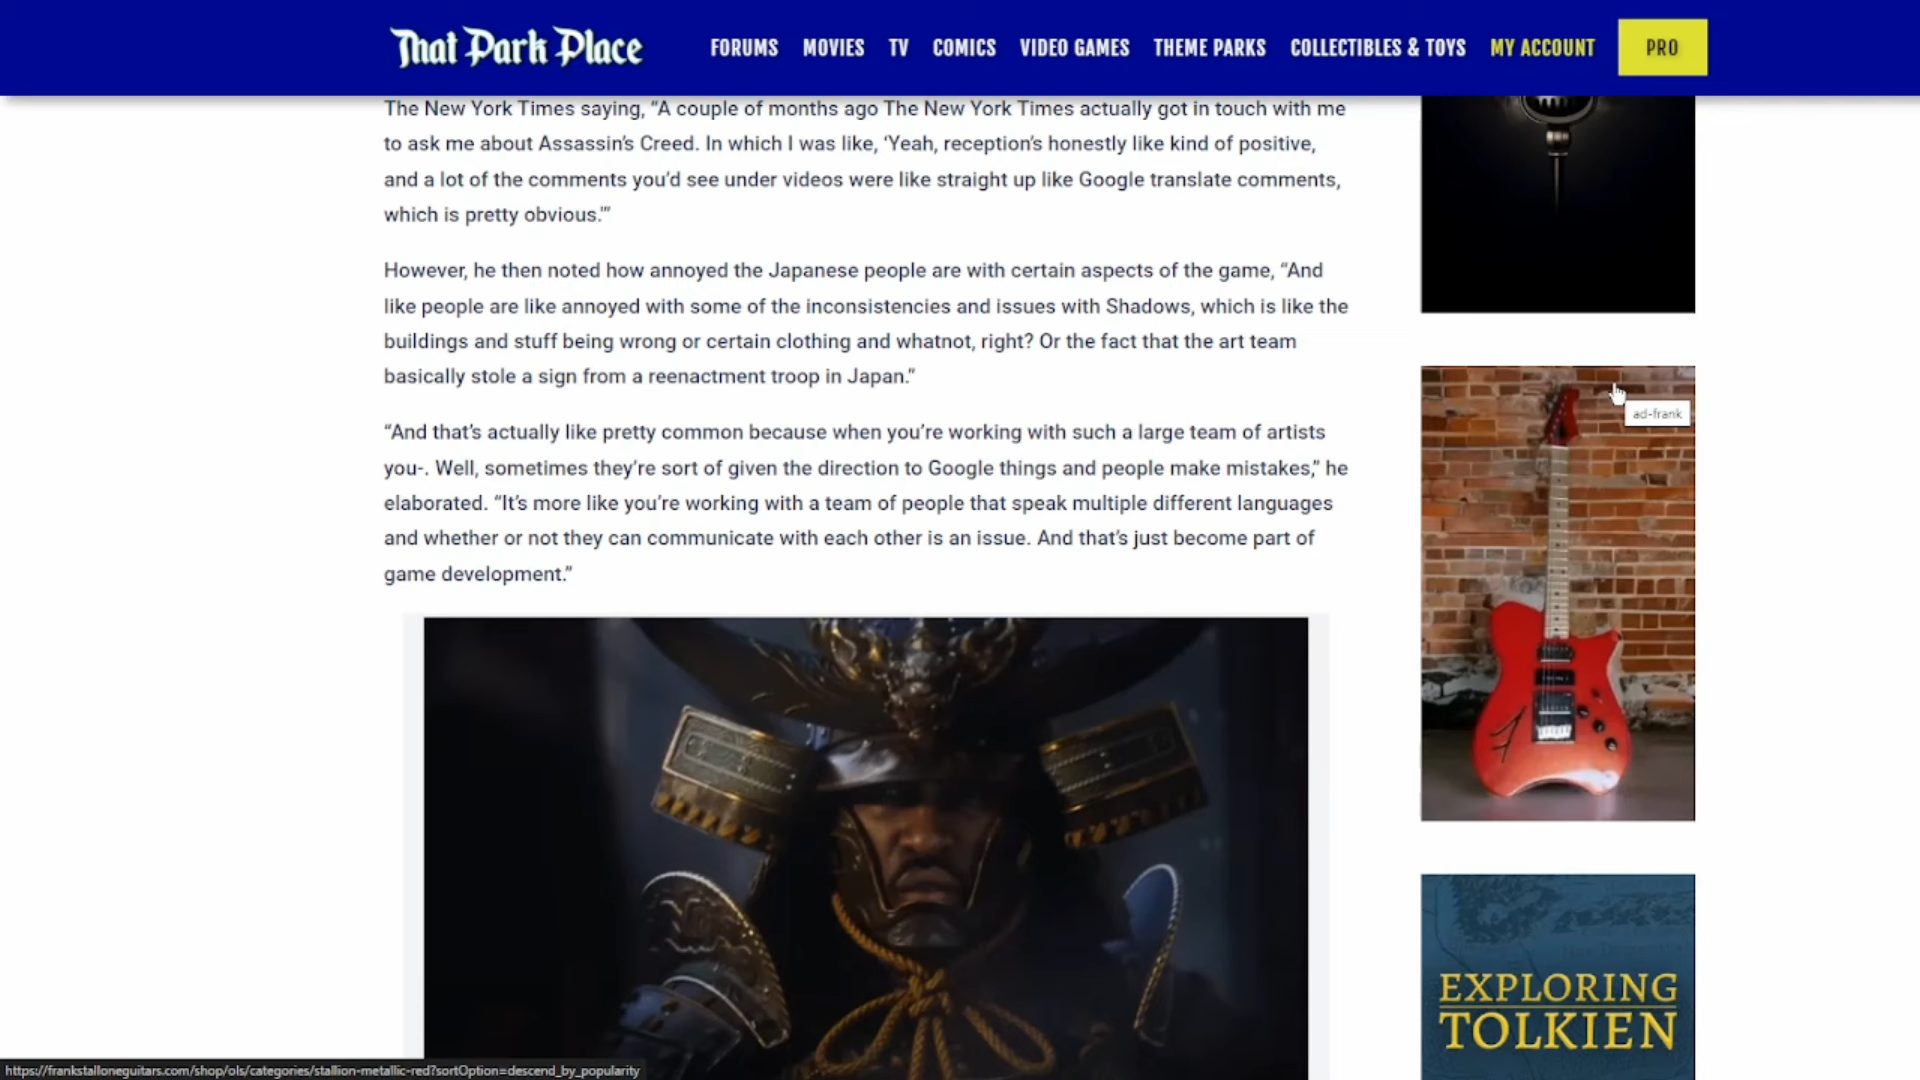 That Park Place
FORUMS MOVIES TV COMICS VIDEO GAMES THEME PARKS COLLECTIBLES & TOYS MY ACCOUNT PRO
The New York Times saying, “A couple of months ago The New York Times actually got in touch with me
to ask me about Assassin’s Creed. In which I was like, ‘Yeah, reception’s honestly like kind of positive,
and a lot of the comments you’d see under videos were like straight up like Google translate comments,
which is pretty obvious.’”
However, he then noted how annoyed the Japanese people are with certain aspects of the game, “And
like people are like annoyed with some of the inconsistencies and issues with Shadows, which is like the
buildings and stuff being wrong or certain clothing and whatnot, right? Or the fact that the art team
basically stole a sign from a reenactment troop in Japan.”
“And that’s actually like pretty common because when you’re working with such a large team of artists
you-. Well, sometimes they’re sort of given the direction to Google things and people make mistakes,” he
elaborated. “It’s more like you’re working with a team of people that speak multiple different languages
and whether or not they can communicate with each other is an issue. And that’s just become part of
game development.”
ad-frank
EXPLORING
TOLKIEN
https://frankstalloneguitars.com/shop/ols/categories/stallion-metallic-red?sortOption=descend_by_popularity